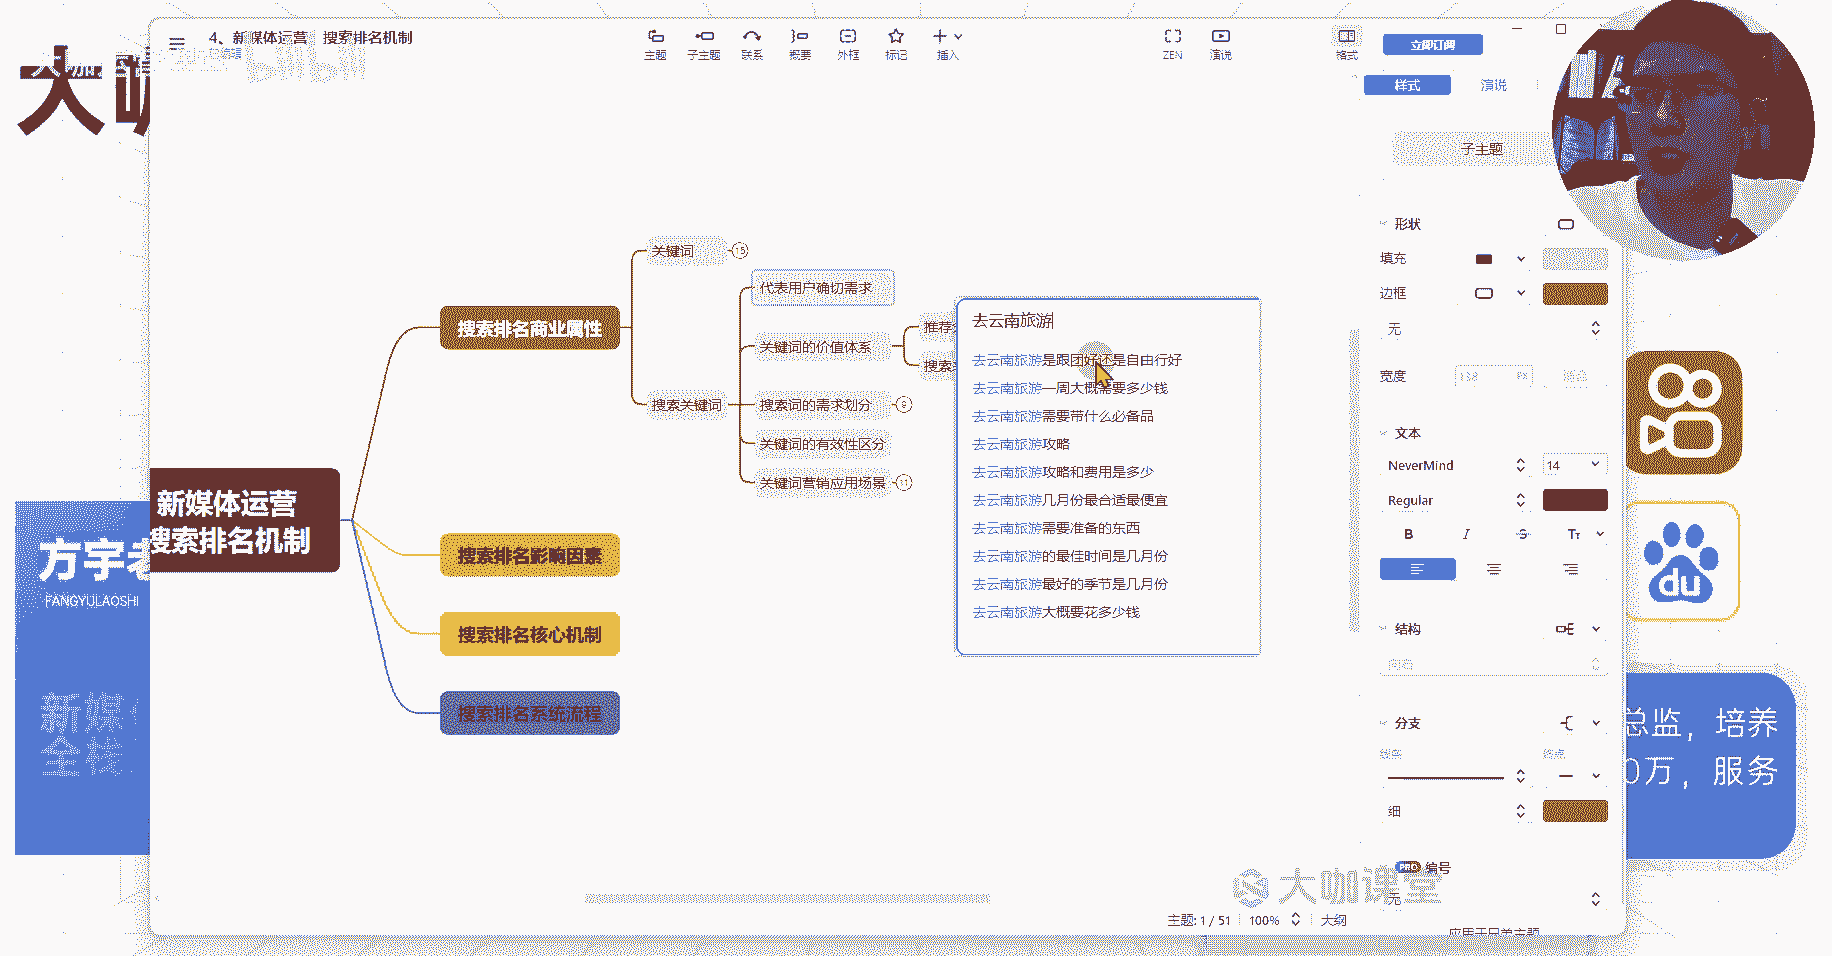 4、新媒体运营 搜索排名机制
主题
子主题
联系
概要
外框
标记
插入
ZEN
演说
格式
立即订阅
样式
演说
子主题
大咖
关键词
15
代表用户确切需求
关键词的价值体系
推荐
搜索
搜索关键词
搜索词的需求划分
9
关键词的有效性区分
关键词营销应用场景
11
搜索排名商业属性
新媒体运营
搜索排名机制
搜索排名影响因素
搜索排名核心机制
搜索排名系统流程
去云南旅游
去云南旅游是跟团好还是自由行好
去云南旅游一周大概需要多少钱
去云南旅游需要带什么必备品
去云南旅游攻略
去云南旅游攻略和费用是多少
去云南旅游几月份最合适最便宜
去云南旅游需要准备的东西
去云南旅游的最佳时间是几月份
去云南旅游最好的季节是几月份
去云南旅游大概要花多少钱
形状
填充
边框
无
宽度
138
PX
文本
NeverMind
14
Regular
B
I
S
Tт
结构
分支
细
PRO 编号
无
方宇老
FANGYULAOSHI
新媒
全栈
du
总监，培养
0万，服务
大咖课堂
主题: 1 / 51
100%
大纲